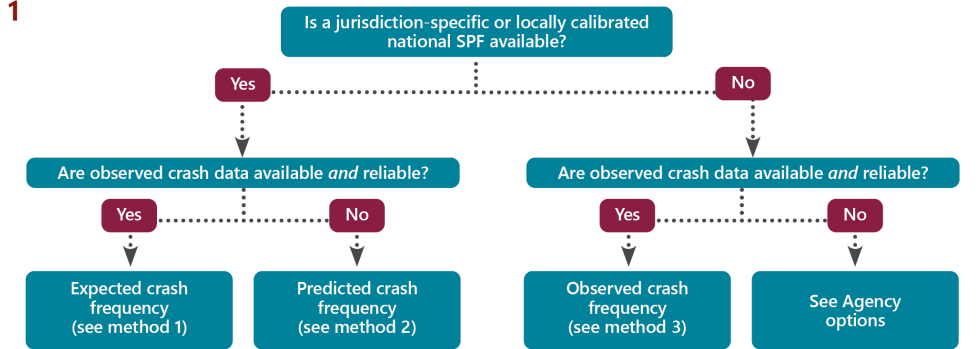 1
Is a jurisdiction-specific or locally calibrated
national SPF available?
Yes
No
Are observed crash data available and reliable?
Are observed crash data available and reliable?
Yes
No
Yes
No
Expected crash
frequency
(see method 1)
Predicted crash
frequency
(see method 2)
Observed crash
frequency
(see method 3)
See Agency
options